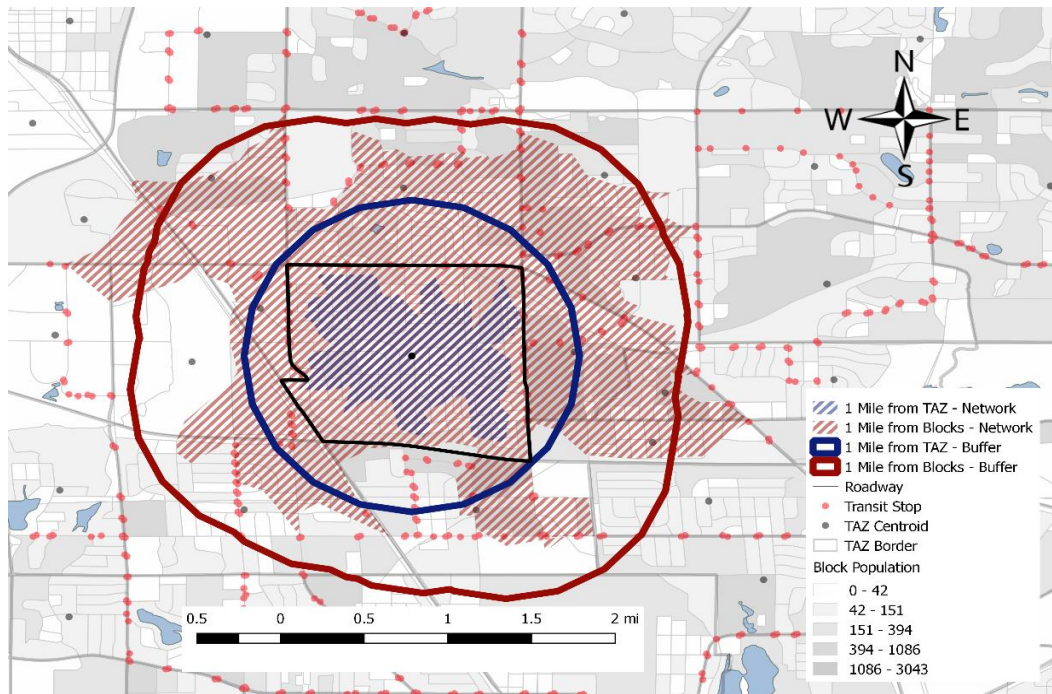 N
W E
S
1 Mile from TAZ - Network
1 Mile from Blocks - Network
1 Mile from TAZ - Buffer
1 Mile from Blocks - Buffer
Roadway
Transit Stop
TAZ Centroid
TAZ Border
Block Population
0 - 42
42 - 151
151 - 394
394 - 1086
1086 - 3043
0.5 0 0.5 1 1.5 2 mi